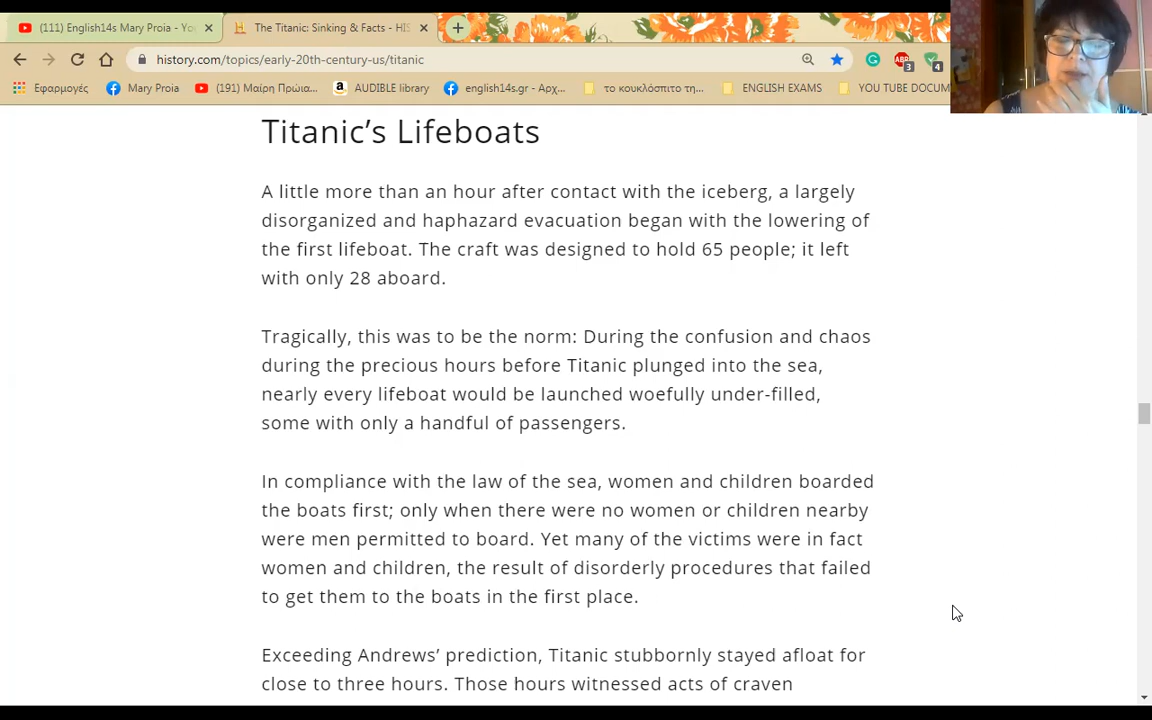 (111) English14s Mary Proia - Yo
The Titanic: Sinking & Facts - HIS
history.com/topics/early-20th-century-us/titanic
ABP
3
4
Εφαρμογές
Mary Proia
(191) Μαίρη Πρώια...
AUDIBLE library
english14s.gr - Αρχ...
το κουκλόσπιτο τη...
ENGLISH EXAMS
YOU TUBE DOCUM
Titanic’s Lifeboats
A little more than an hour after contact with the iceberg, a largely
disorganized and haphazard evacuation began with the lowering of
the first lifeboat. The craft was designed to hold 65 people; it left
with only 28 aboard.
Tragically, this was to be the norm: During the confusion and chaos
during the precious hours before Titanic plunged into the sea,
nearly every lifeboat would be launched woefully under-filled,
some with only a handful of passengers.
In compliance with the law of the sea, women and children boarded
the boats first; only when there were no women or children nearby
were men permitted to board. Yet many of the victims were in fact
women and children, the result of disorderly procedures that failed
to get them to the boats in the first place.
Exceeding Andrews’ prediction, Titanic stubbornly stayed afloat for
close to three hours. Those hours witnessed acts of craven